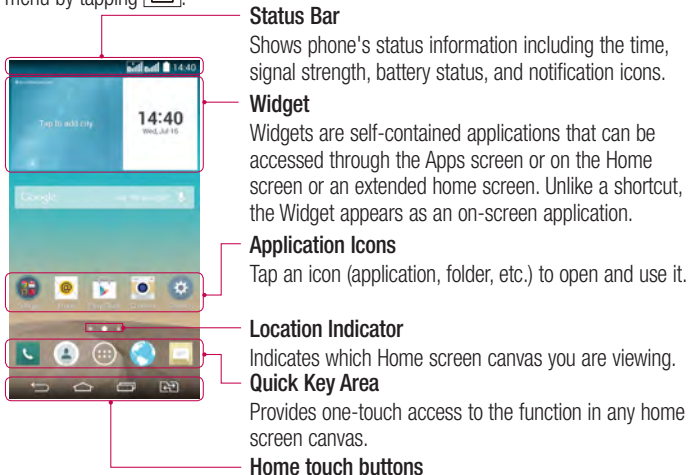 menu by tapping
Status Bar
Shows phone's status information including the time,
signal strength, battery status, and notification icons.
14:40
Widget
Widgets are self-contained applications that can be
accessed through the Apps screen or on the Home
screen or an extended home screen. Unlike a shortcut,
the Widget appears as an on-screen application.
Tap to add city
14:40
Wed, Jul 16
Google
Application Icons
Tap an icon (application, folder, etc.) to open and use it.
Location Indicator
Indicates which Home screen canvas you are viewing.
Quick Key Area
Provides one-touch access to the function in any home
screen canvas.
Home touch buttons